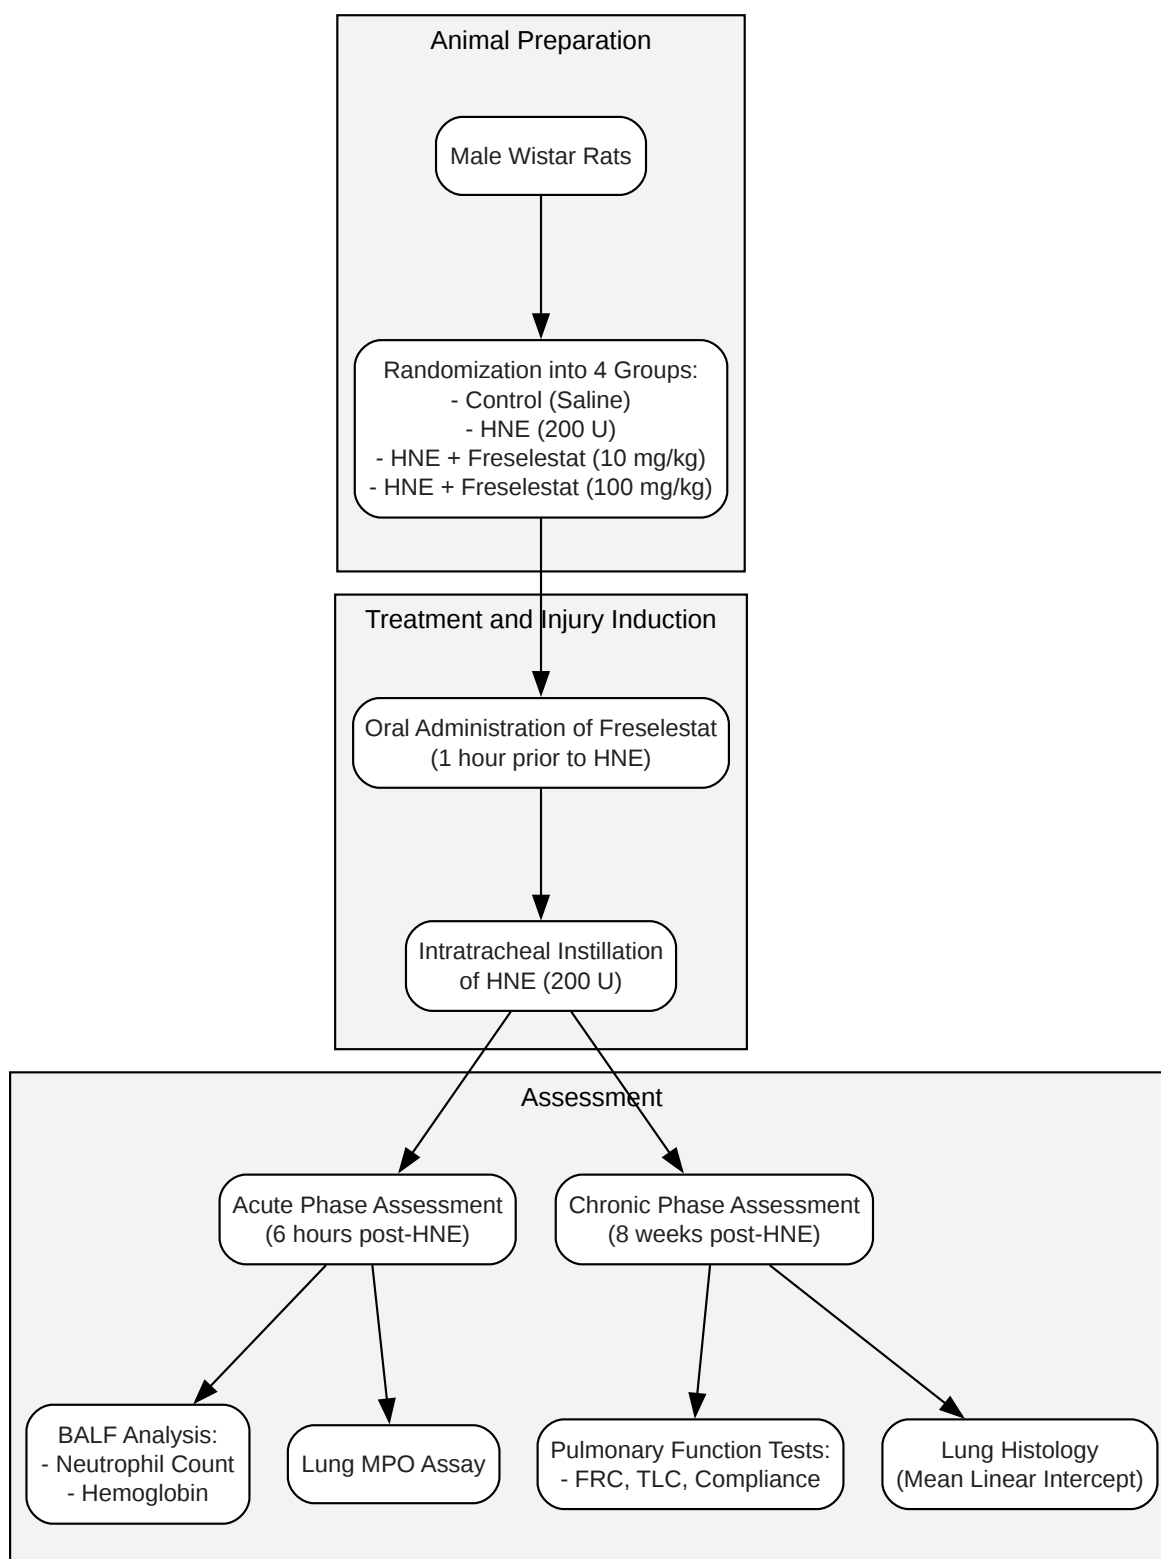 Animal Preparation
Male Wistar Rats
Randomization into 4 Groups:
- Control (Saline)
- HNE (200 U)
- HNE + Freselestat (10 mg/kg)
- HNE + Freselestat (100 mg/kg)
Treatment and Injury Induction
Oral Administration of Freselestat
(1 hour prior to HNE)
Intratracheal Instillation
of HNE (200 U)
Assessment
Acute Phase Assessment
(6 hours post-HNE)
Chronic Phase Assessment
(8 weeks post-HNE)
BALF Analysis:
- Neutrophil Count
- Hemoglobin
Lung MPO Assay
Pulmonary Function Tests:
- FRC, TLC, Compliance
Lung Histology
(Mean Linear Intercept)